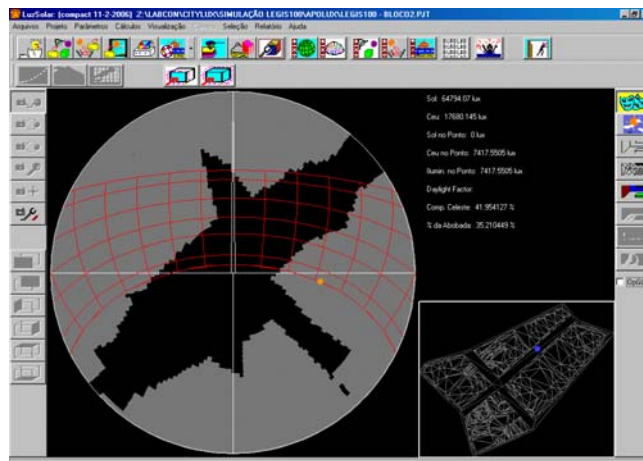 LuzSolar: (compact 11-2-2006) Z:\LABCON\CITYLUX\SIMULAÇÃO LEGIS100\APOLUX\LEGIS100 - BLOCO2.PJT
Arquivos Projeto Parâmetros Cálculos Visualização Seleção Relatório Ajuda
Sol: 64794.07 lux
Ceu: 17680.145 lux
Sol no Ponto: 0 lux
Ceu no Ponto: 7417.5505 lux
Ilumin. no Ponto: 7417.5505 lux
Daylight Factor:
Comp. Celeste: 41.954127 %
% da Abobada: 35.210449 %